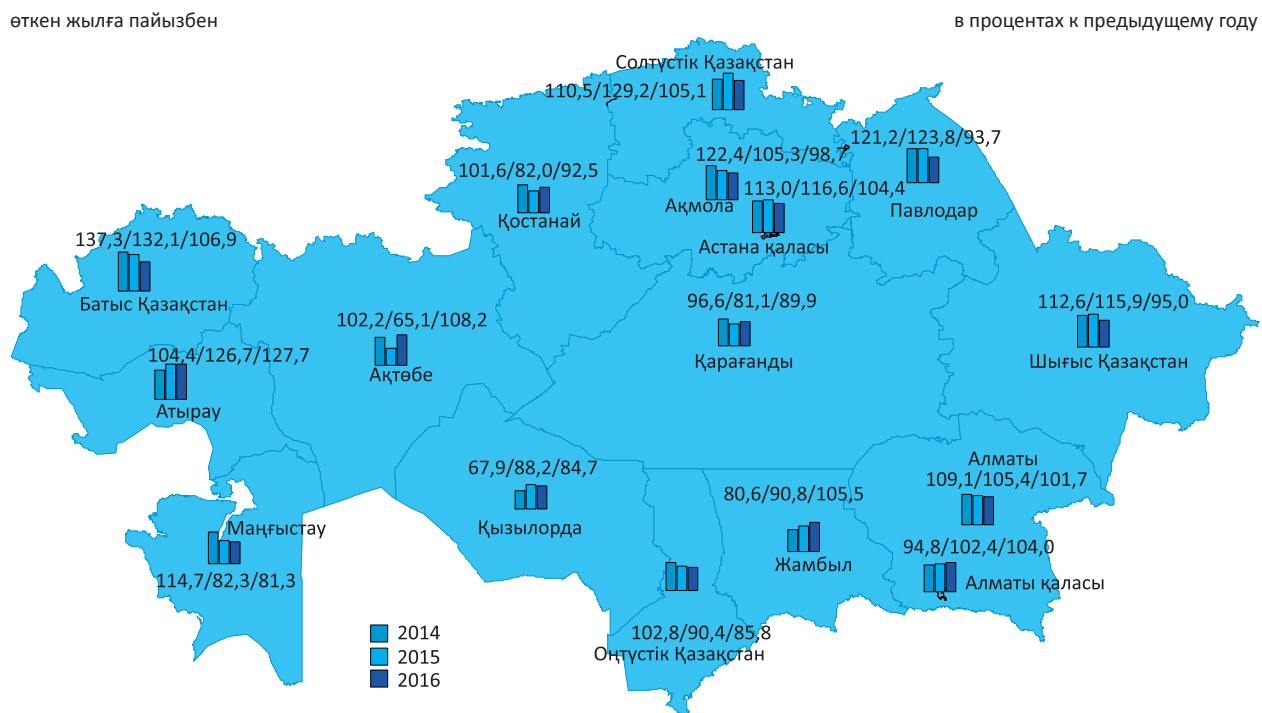 өткен жылға пайызбен
в процентах к предыдущему году
Солтүстік Қазақстан
110,5/129,2/105,1
121,2/123,8/93,7
Павлодар
122,4/105,3/98,7
Ақмола
101,6/82,0/92,5
Қостанай
113,0/116,6/104,4
Астана қаласы
137,3/132,1/106,9
Батыс Қазақстан
96,6/81,1/89,9
Қарағанды
112,6/115,9/95,0
Шығыс Қазақстан
102,2/65,1/108,2
Ақтөбе
104,4/126,7/127,7
Атырау
Алматы
109,1/105,4/101,7
67,9/88,2/84,7
Қызылорда
80,6/90,8/105,5
Жамбыл
Маңғыстау
114,7/82,3/81,3
94,8/102,4/104,0
Алматы қаласы
102,8/90,4/85,8
Оңтүстік Қазақстан
2014
2015
2016